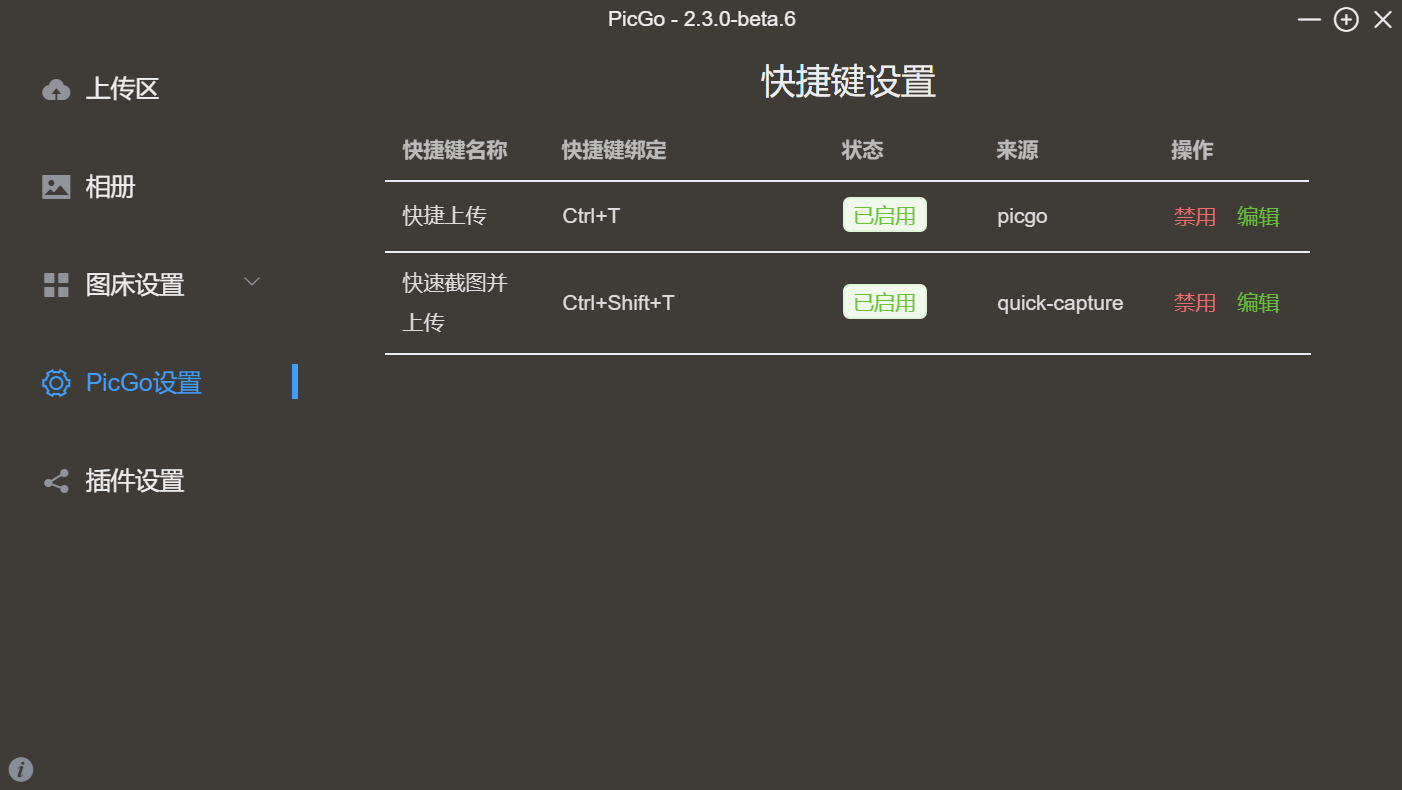 PicGo - 2.3.0-beta.6
上传区
相册
图床设置
PicGo设置
插件设置
快捷键设置
快捷键名称 快捷键绑定 状态 来源 操作
快捷上传 Ctrl+T 已启用 picgo 禁用 编辑
快速截图并
上传 Ctrl+Shift+T 已启用 quick-capture 禁用 编辑